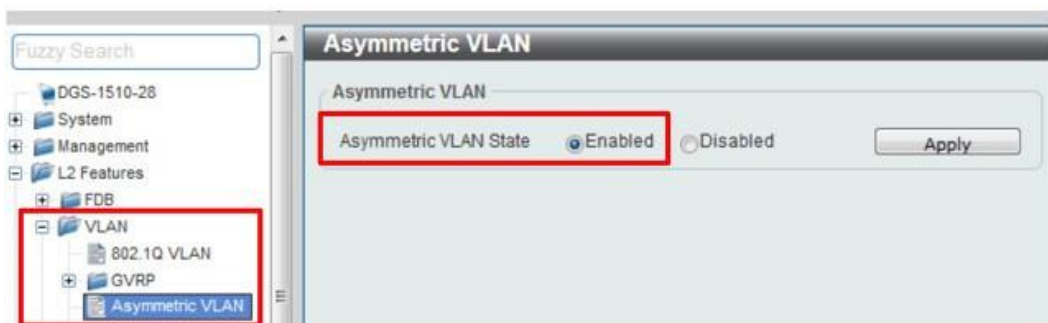 Fuzzy Search
DGS-1510-28
System
Management
L2 Features
FDB
VLAN
802.1Q VLAN
GVRP
Asymmetric VLAN
Asymmetric VLAN
Asymmetric VLAN
Asymmetric VLAN State Enabled Disabled Apply